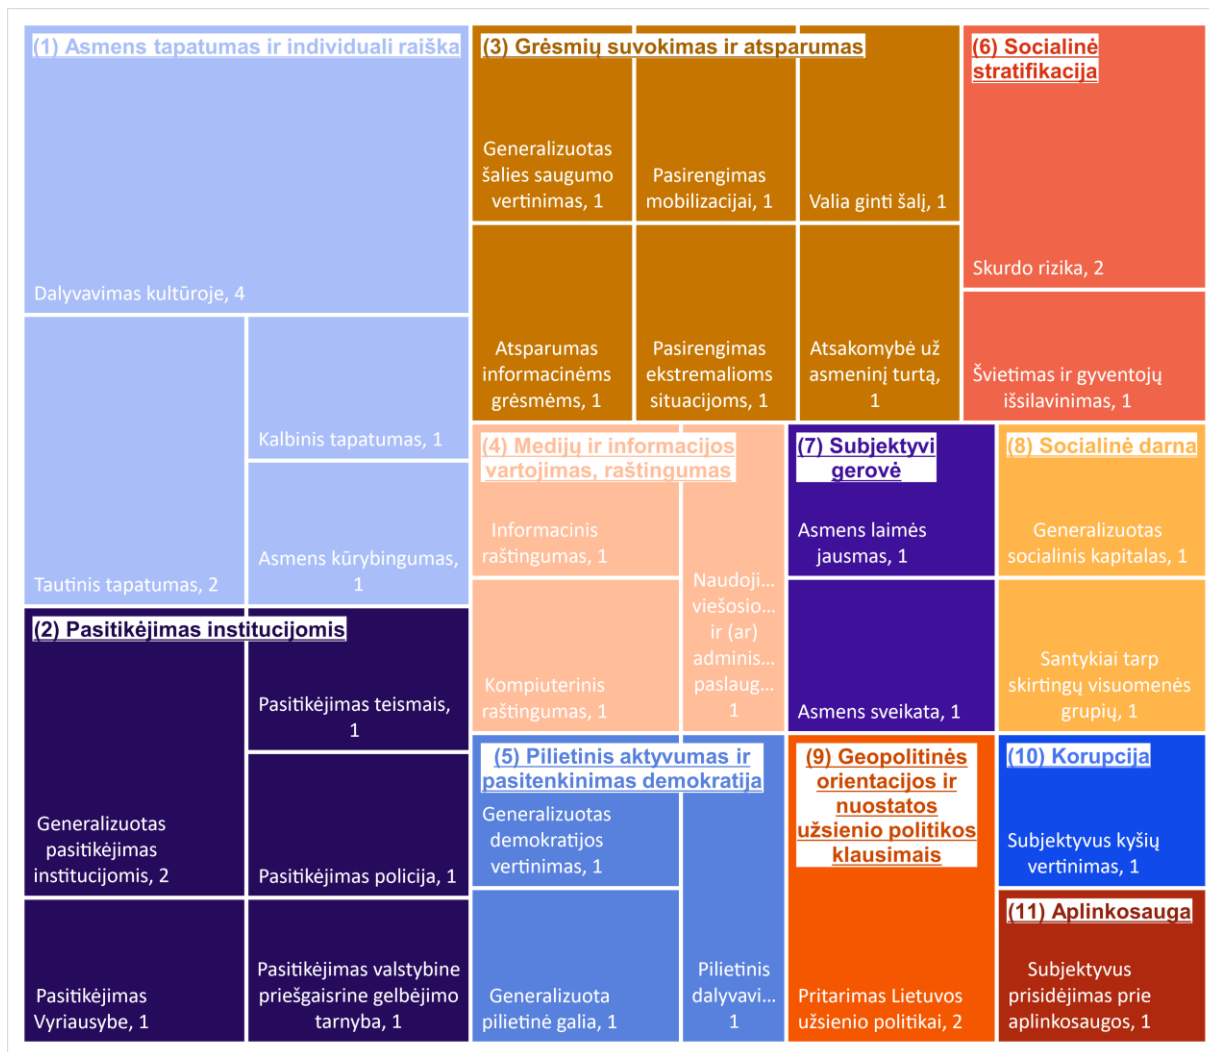 (1) Asmens tapatumas ir individuali raiška
Dalyvavimas kultūroje, 4
Tautinis tapatumas, 2
Kalbinis tapatumas, 1
Asmens kūrybingumas,
1
(2) Pasitikėjimas institucijomis
Generalizuotas
pasitikėjimas
institucijomis, 2
Pasitikėjimas teismais,
1
Pasitikėjimas policija, 1
Pasitikėjimas
Vyriausybe, 1
Pasitikėjimas valstybine
priešgaisrine gelbėjimo
tarnyba, 1
(3) Grėsmių suvokimas ir atsparumas
Generalizuotas
šalies saugumo
vertinimas, 1
Pasirengimas
mobilizacijai, 1
Valia ginti šalį, 1
Atsparumas
informacinėms
grėsmėms, 1
Pasirengimas
ekstremalioms
situacijoms, 1
Atsakomybė už
asmeninį turtą,
1
(4) Medijų ir informacijos
vartojimas, raštingumas
Informacinis
raštingumas, 1
Kompiuterinis
raštingumas, 1
Naudoji...
viešosio...
ir (ar)
adminis...
paslaug...
1
(5) Pilietinis aktyvumas ir
pasitenkinimas demokratija
Generalizuotas
demokratijos
vertinimas, 1
Generalizuota
pilietinė galia, 1
Pilietinis
dalyvavi...
1
(6) Socialinė
stratifikacija
Skurdo rizika, 2
Švietimas ir gyventojų
išsilavinimas, 1
(7) Subjektyvi
gerovė
Asmens laimės
jausmas, 1
Asmens sveikata, 1
(8) Socialinė darna
Generalizuotas
socialinis kapitalas, 1
Santykiai tarp
skirtingų visuomenės
grupių, 1
(9) Geopolitinės
orientacijos ir
nuostatos
užsienio politikos
klausimais
Pritarimas Lietuvos
užsienio politikai, 2
(10) Korupcija
Subjektyvus kyšių
vertinimas, 1
(11) Aplinkosauga
Subjektyvus
prisidėjimas prie
aplinkosaugos, 1